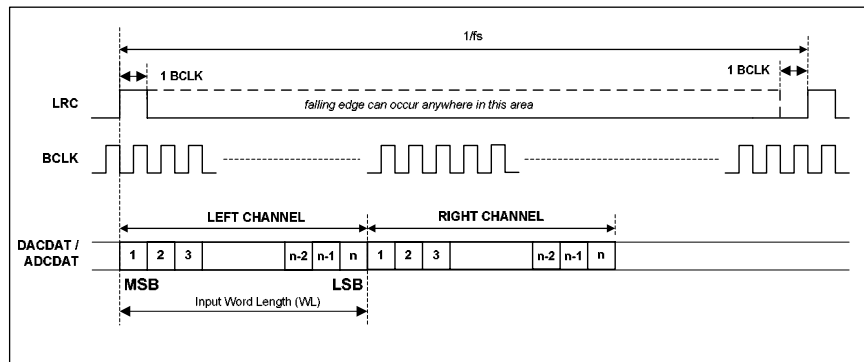 1/fs
1 BCLK
1 BCLK
LRC
falling edge can occur anywhere in this area
BCLK
LEFT CHANNEL
RIGHT CHANNEL
DACDAT /
ADCDAT
1 2 3 n-2 n-1 n 1 2 3 n-2 n-1 n
MSB
LSB
Input Word Length (WL)